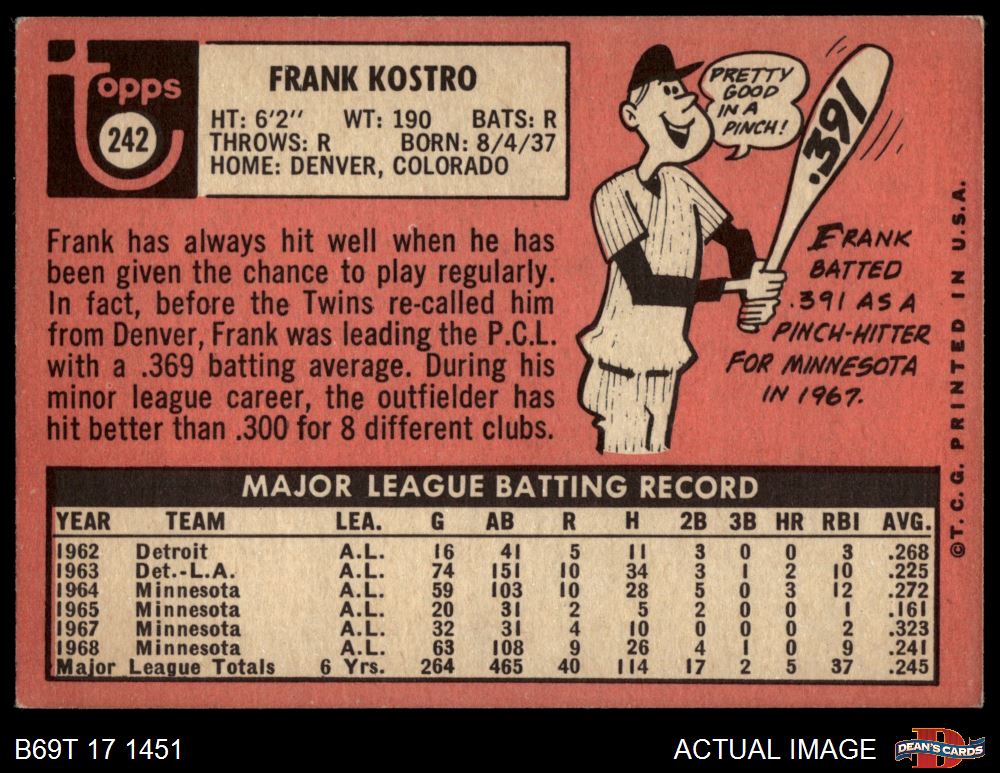 Topps
242
FRANK KOSTRO
HT: 6'2" WT: 190 BATS: R
THROWS: R BORN: 8/4/37
HOME: DENVER, COLORADO
PRETTY
GOOD
IN A
PINCH!
.391
FRANK
BATTED
.391 AS A
PINCH-HITTER
FOR MINNESOTA
IN 1967.
Frank has always hit well when he has
been given the chance to play regularly.
In fact, before the Twins re-called him
from Denver, Frank was leading the P.C.L.
with a .369 batting average. During his
minor league career, the outfielder has
hit better than .300 for 8 different clubs.
MAJOR LEAGUE BATTING RECORD
YEAR TEAM LEA. G AB R H 2B 3B HR RBI AVG.
1962 Detroit A.L. 16 41 5 11 3 0 0 3 .268
1963 Det.-L.A. A.L. 74 151 10 34 3 1 2 10 .225
1964 Minnesota A.L. 59 103 10 28 5 0 3 12 .272
1965 Minnesota A.L. 20 31 2 5 2 0 0 1 .161
1967 Minnesota A.L. 32 31 4 10 0 0 0 2 .323
1968 Minnesota A.L. 63 108 9 26 4 1 0 9 .241
Major League Totals 6 Yrs. 264 465 40 114 17 2 5 37 .245
©T.C.G. PRINTED IN U.S.A.
B69T 17 1451
ACTUAL IMAGE
D
DEAN'S CARDS